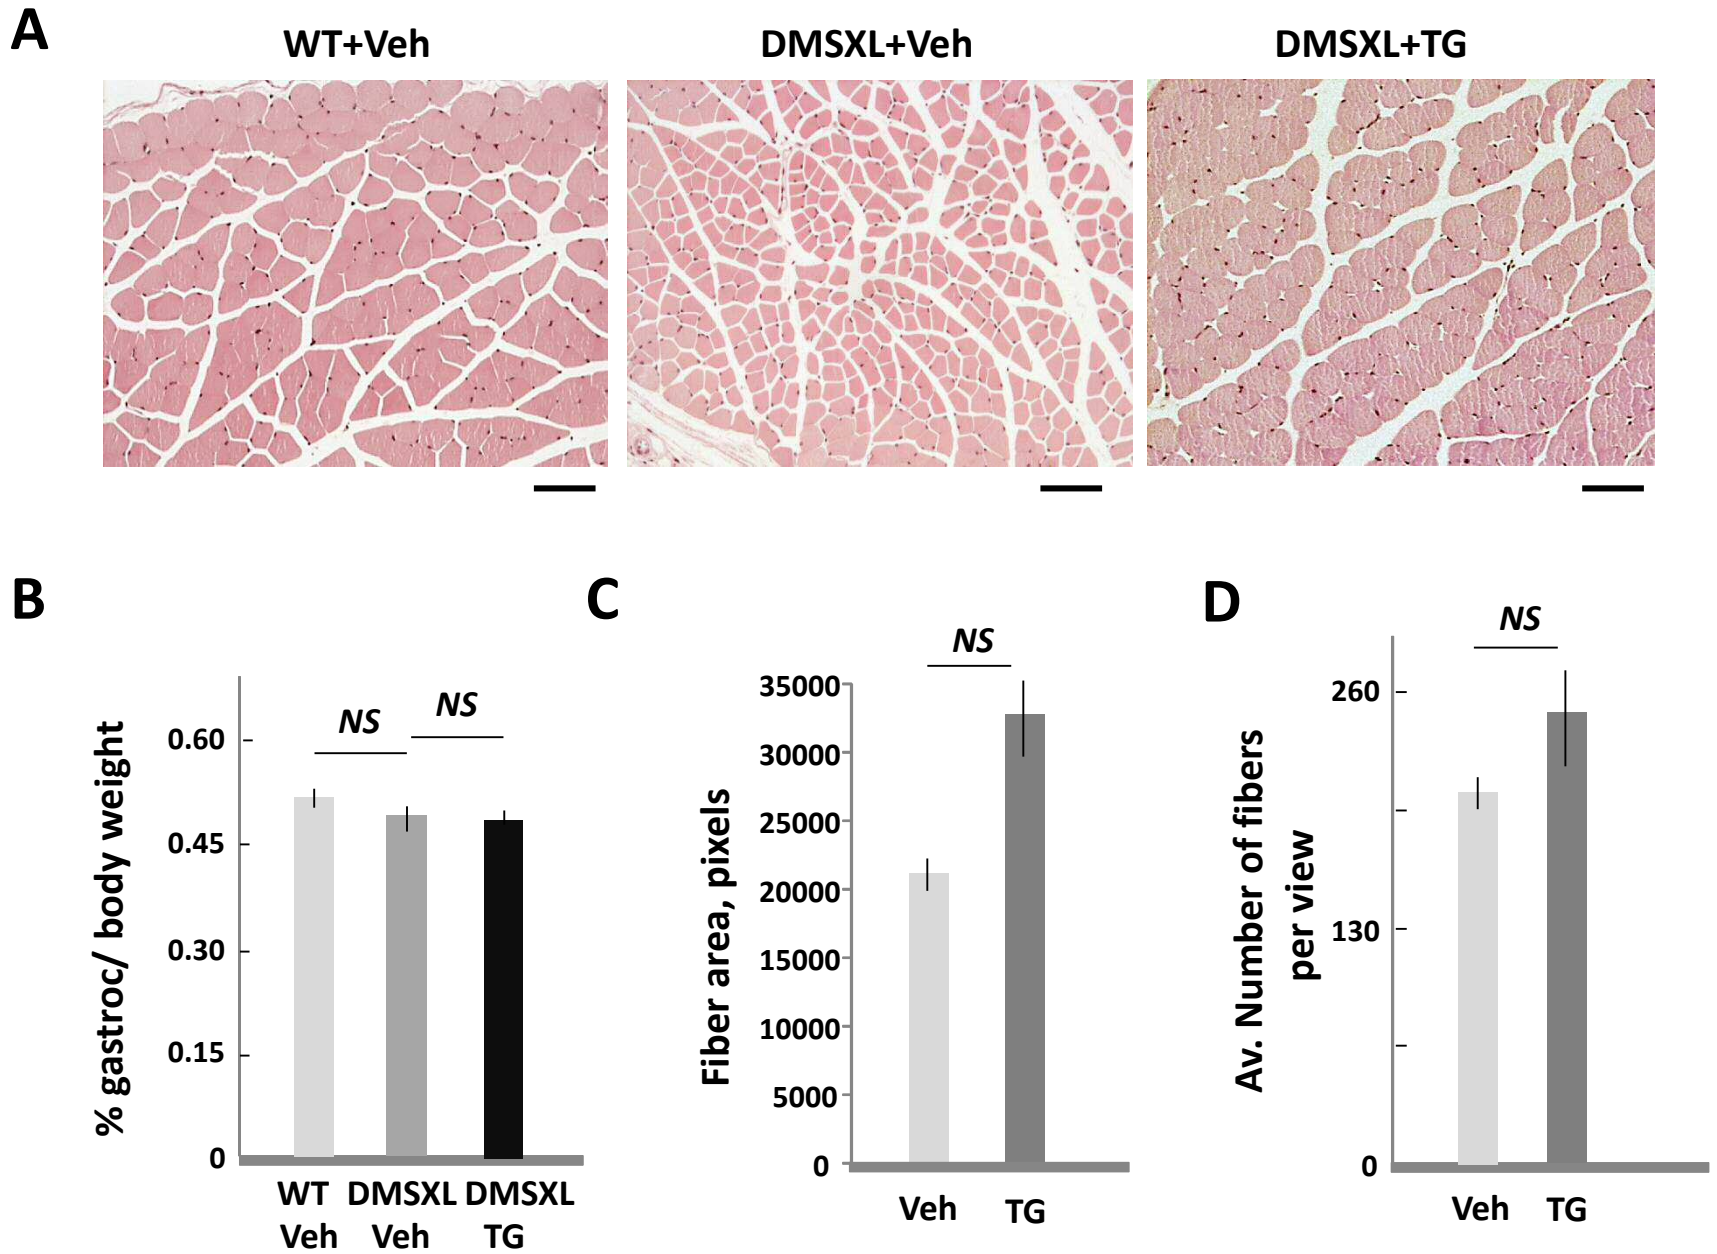 A
WT+Veh
DMSXL+Veh
DMSXL+TG
B
% gastroc/ body weight
0.60
0.45
0.30
0.15
0
NS
NS
WT
Veh
DMSXL
Veh
DMSXL
TG
C
Fiber area, pixels
35000
30000
25000
20000
15000
10000
5000
0
NS
Veh
TG
D
Av. Number of fibers
per view
260
130
0
NS
Veh
TG